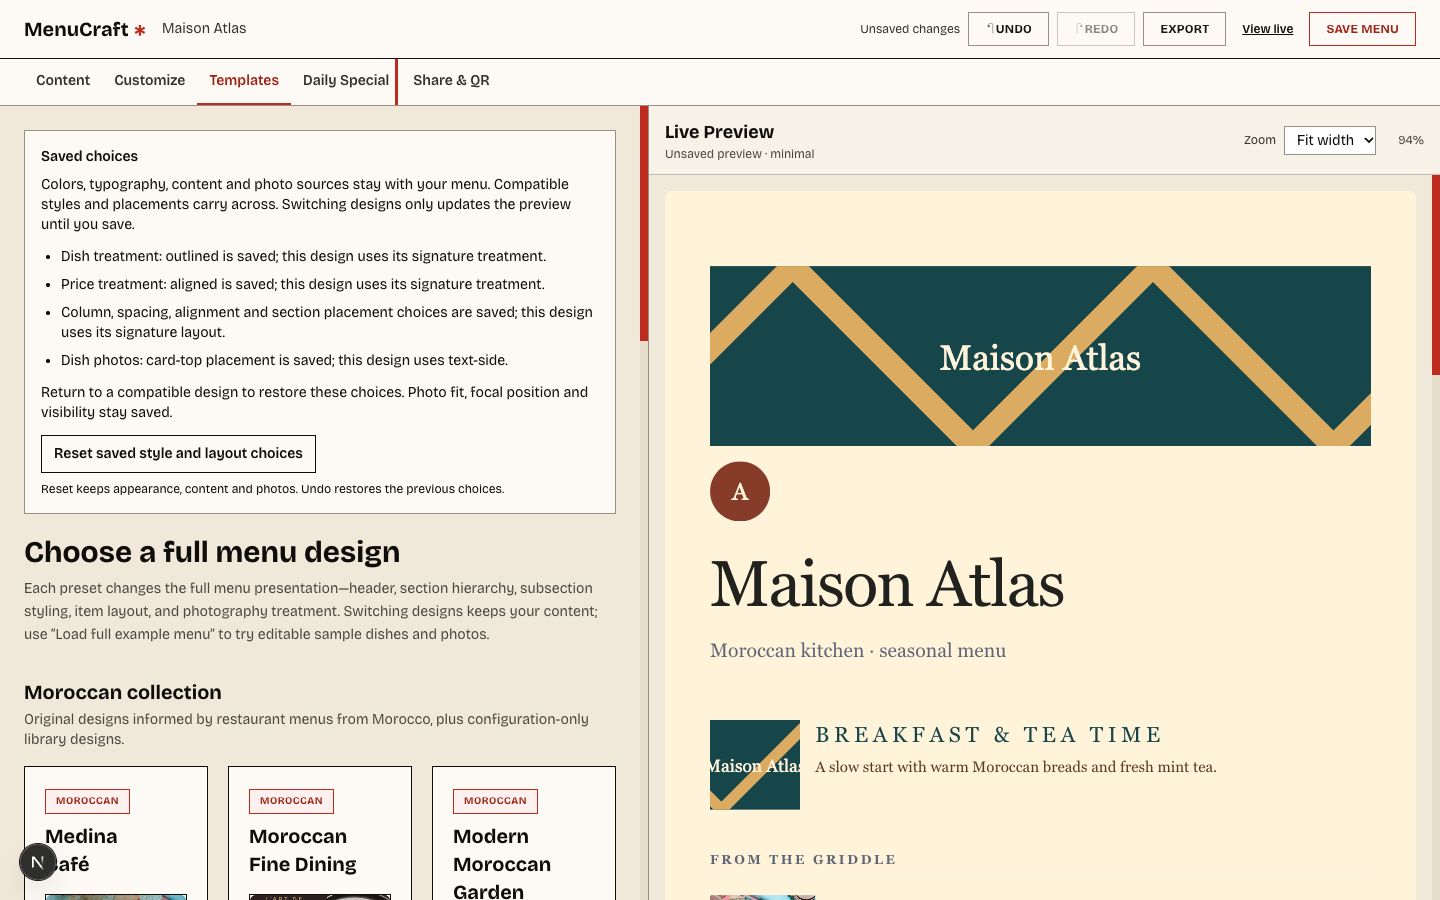 MenuCraft * Maison Atlas
Unsaved changes UNDO REDO EXPORT View live SAVE MENU
Content Customize Templates Daily Special Share & QR
Saved choices
Colors, typography, content and photo sources stay with your menu. Compatible
styles and placements carry across. Switching designs only updates the preview
until you save.
• Dish treatment: outlined is saved; this design uses its signature treatment.
• Price treatment: aligned is saved; this design uses its signature treatment.
• Column, spacing, alignment and section placement choices are saved; this design
uses its signature layout.
• Dish photos: card-top placement is saved; this design uses text-side.
Return to a compatible design to restore these choices. Photo fit, focal position and
visibility stay saved.
Reset saved style and layout choices
Reset keeps appearance, content and photos. Undo restores the previous choices.
Choose a full menu design
Each preset changes the full menu presentation—header, section hierarchy, subsection
styling, item layout, and photography treatment. Switching designs keeps your content;
use “Load full example menu” to try editable sample dishes and photos.
Moroccan collection
Original designs informed by restaurant menus from Morocco, plus configuration-only
library designs.
MOROCCAN
Medina
Café
MOROCCAN
Moroccan
Fine Dining
L'ART DE
MOROCCAN
Modern
Moroccan
Garden
N
Live Preview
Unsaved preview · minimal
Zoom Fit width 94%
Maison Atlas
A
Maison Atlas
Moroccan kitchen · seasonal menu
Maison Atlas
BREAKFAST & TEA TIME
A slow start with warm Moroccan breads and fresh mint tea.
FROM THE GRIDDLE